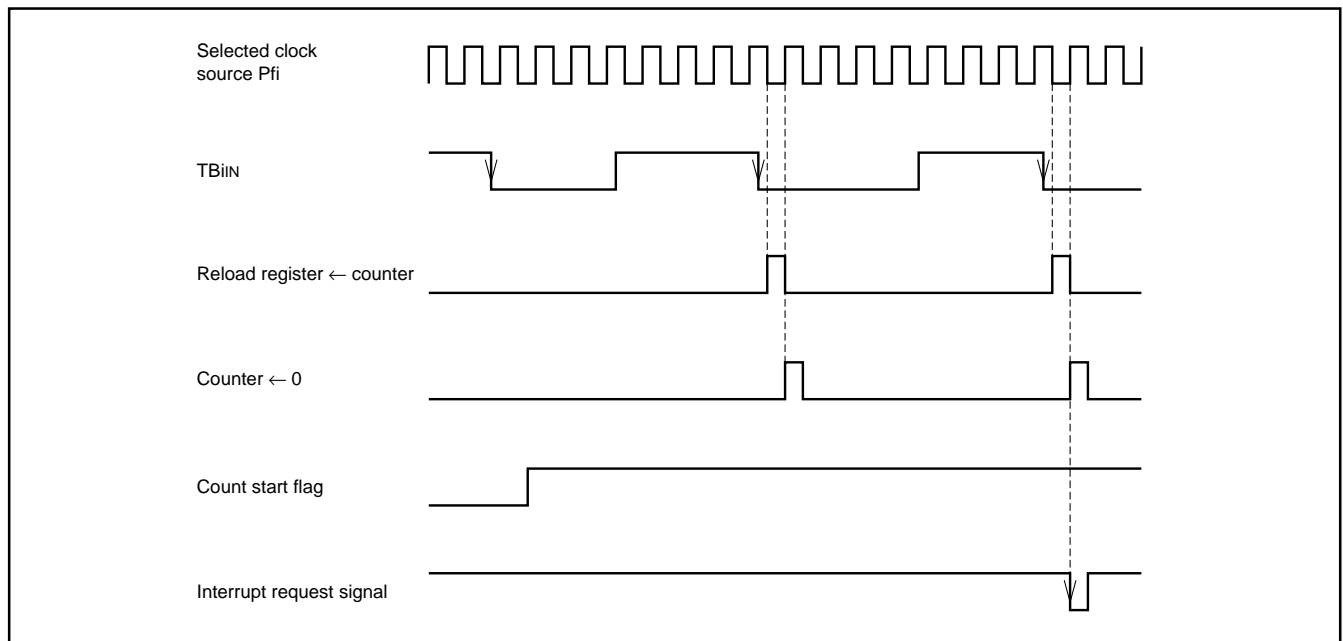 Selected clock
source Pfi
TBiIN
Reload register ← counter
Counter ← 0
Count start flag
Interrupt request signal